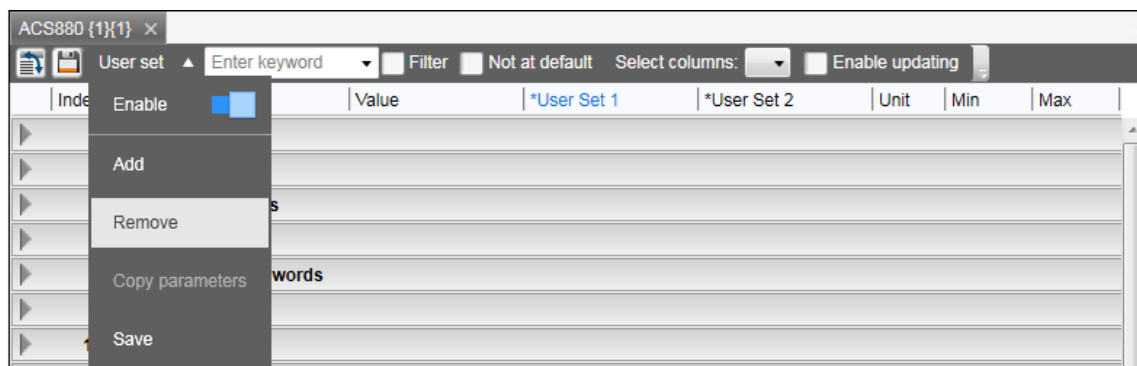 ACS880 {1}{1} ×
User set ▲ Enter keyword Filter Not at default Select columns: Enable updating
Inde Value *User Set 1 *User Set 2 Unit Min Max
Enable
Add
s
Remove
Copy parameters words
1
Save